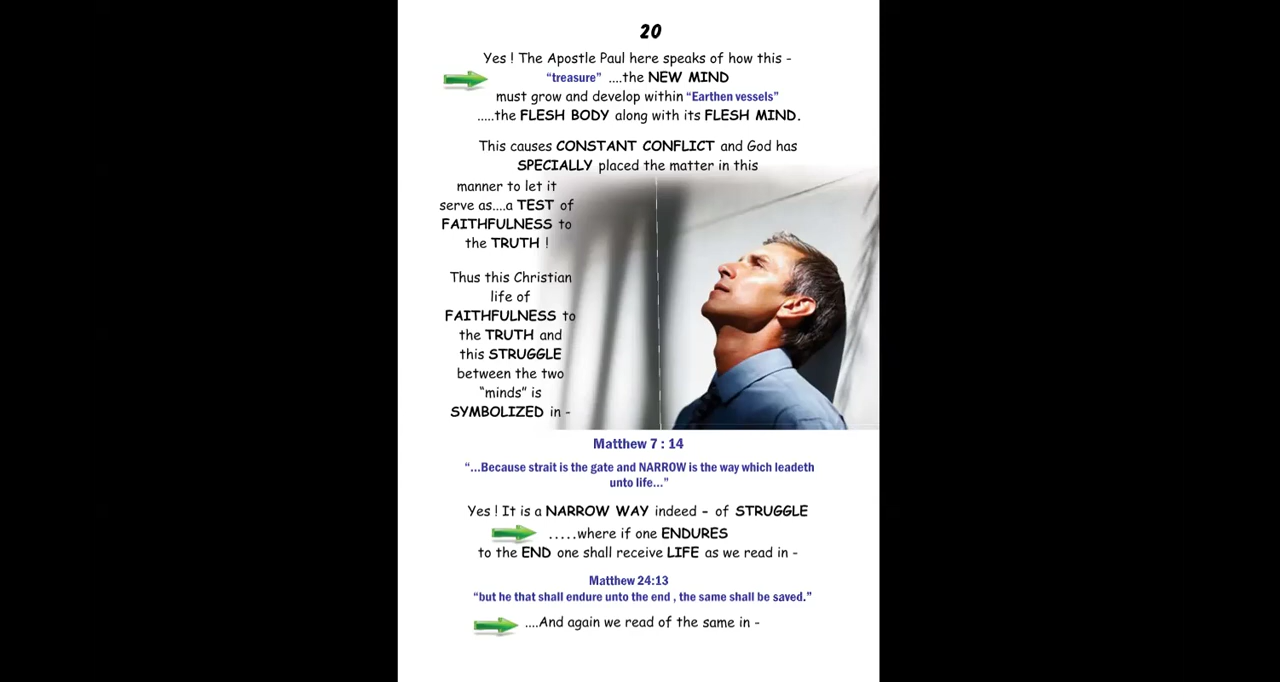 20
Yes ! The Apostle Paul here speaks of how this -
“treasure” ....the NEW MIND
must grow and develop within “Earthen vessels”
.....the FLESH BODY along with its FLESH MIND.
This causes CONSTANT CONFLICT and God has
SPECIALLY placed the matter in this
manner to let it
serve as....a TEST of
FAITHFULNESS to
the TRUTH !
Thus this Christian
life of
FAITHFULNESS to
the TRUTH and
this STRUGGLE
between the two
“minds” is
SYMBOLIZED in -
Matthew 7 : 14
“...Because strait is the gate and NARROW is the way which leadeth
unto life...”
Yes ! It is a NARROW WAY indeed – of STRUGGLE
.....where if one ENDURES
to the END one shall receive LIFE as we read in -
Matthew 24:13
“but he that shall endure unto the end , the same shall be saved.”
....And again we read of the same in -